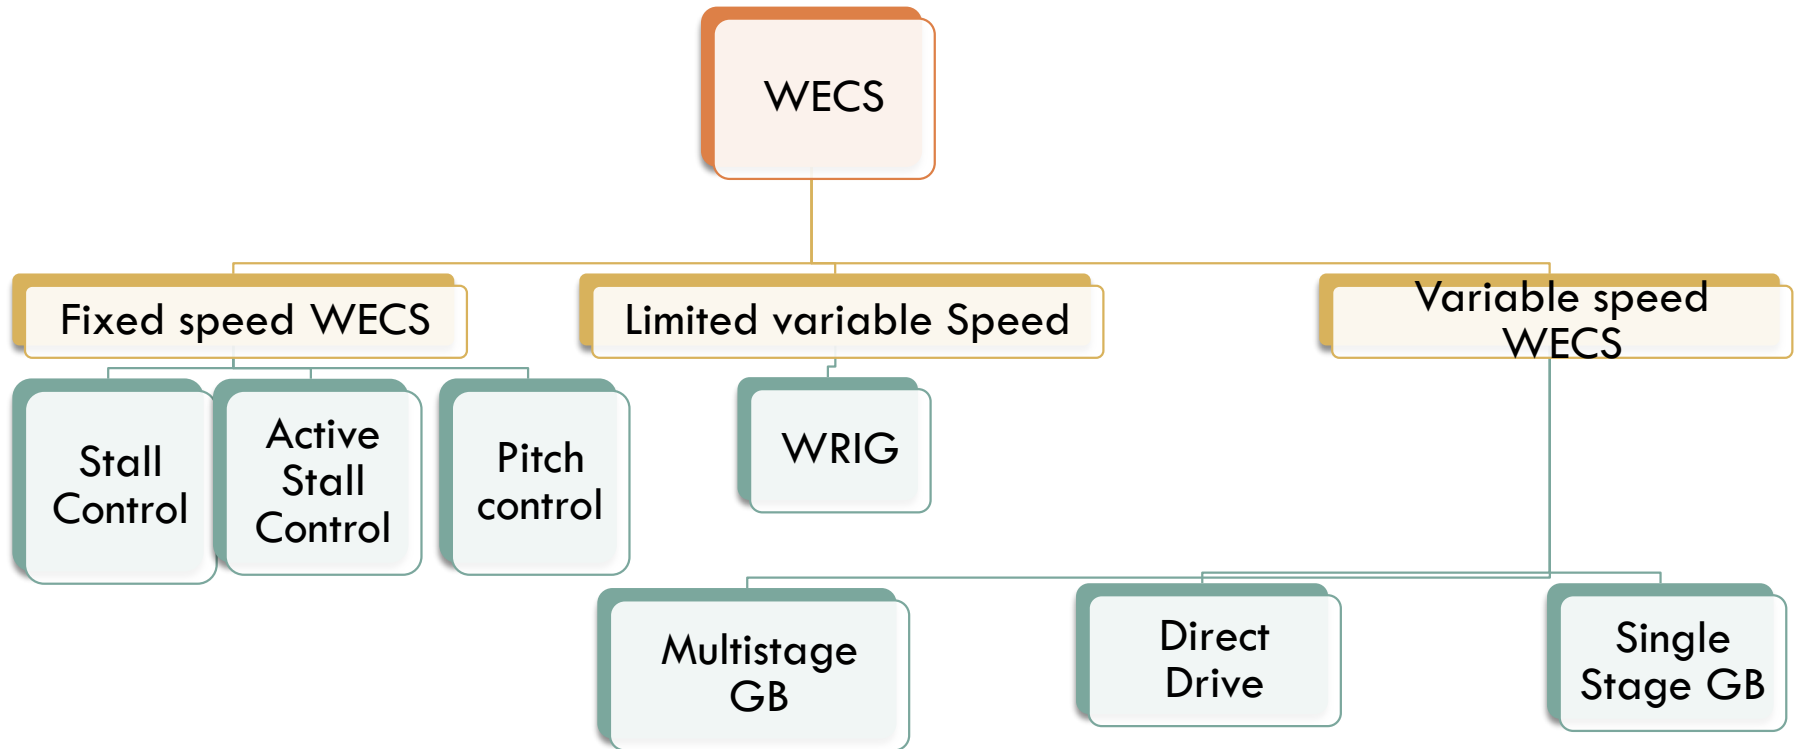 WECS
Fixed speed WECS
Limited variable Speed
Variable speed
WECS
Stall
Control
Active
Stall
Control
Pitch
control
WRIG
Multistage
GB
Direct
Drive
Single
Stage GB